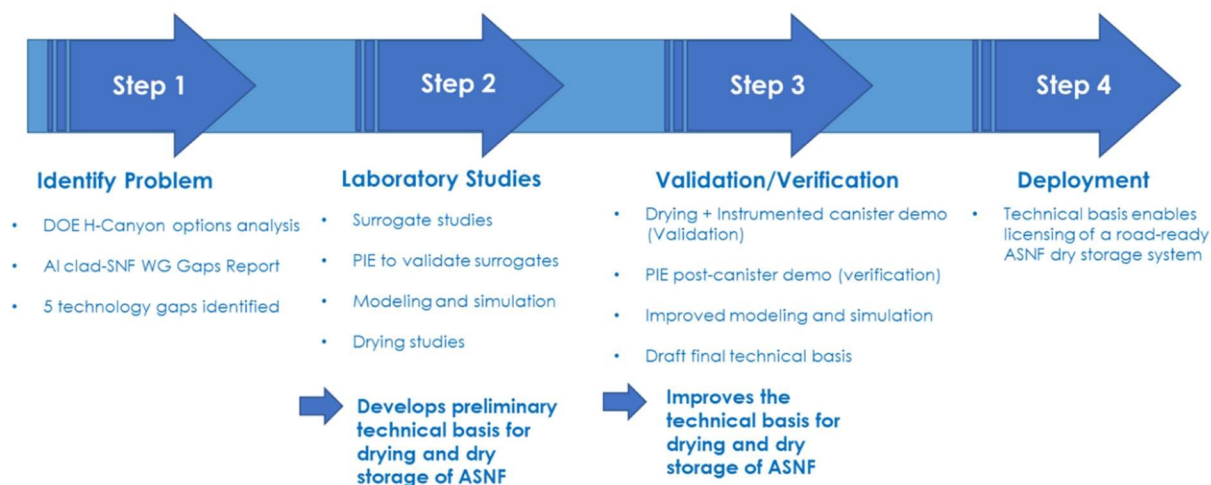 Step 1
Step 2
Step 3
Step 4
Identify Problem
• DOE H-Canyon options analysis
• Al clad-SNF WG Gaps Report
• 5 technology gaps identified
Laboratory Studies
• Surrogate studies
• PIE to validate surrogates
• Modeling and simulation
• Drying studies
Develops preliminary
technical basis for
drying and dry
storage of ASNF
Validation/Verification
• Drying + Instrumented canister demo
(Validation)
• PIE post-canister demo (verification)
• Improved modeling and simulation
• Draft final technical basis
Improves the
technical basis for
drying and dry
storage of ASNF
Deployment
• Technical basis enables
licensing of a road-ready
ASNF dry storage system